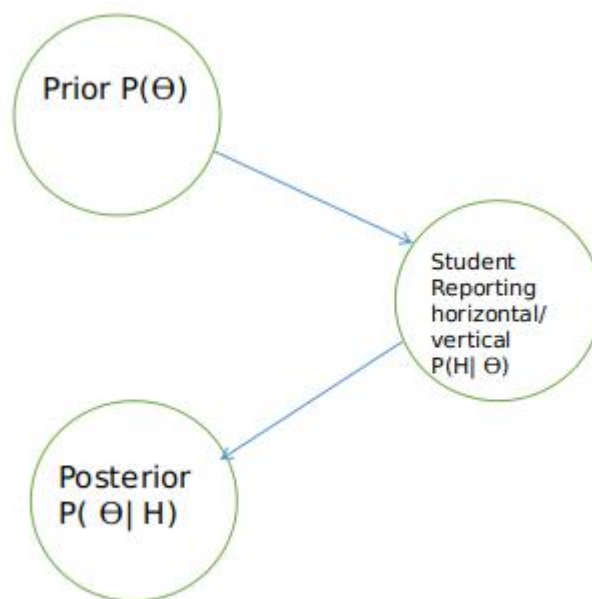 Prior P(Ө)
Student
Reporting
horizontal/
vertical
P(H| Ө)
Posterior
P( Ө| H)